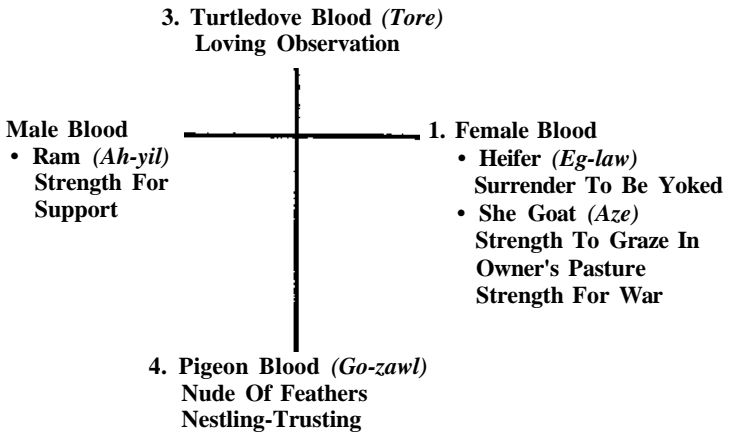 3. Turtledove Blood (Tore)
Loving Observation
Male Blood
• Ram (Ah-yil)
Strength For
Support
1. Female Blood
• Heifer (Eg-law)
Surrender To Be Yoked
• She Goat (Aze)
Strength To Graze In
Owner's Pasture
Strength For War
4. Pigeon Blood (Go-zawl)
Nude Of Feathers
Nestling-Trusting